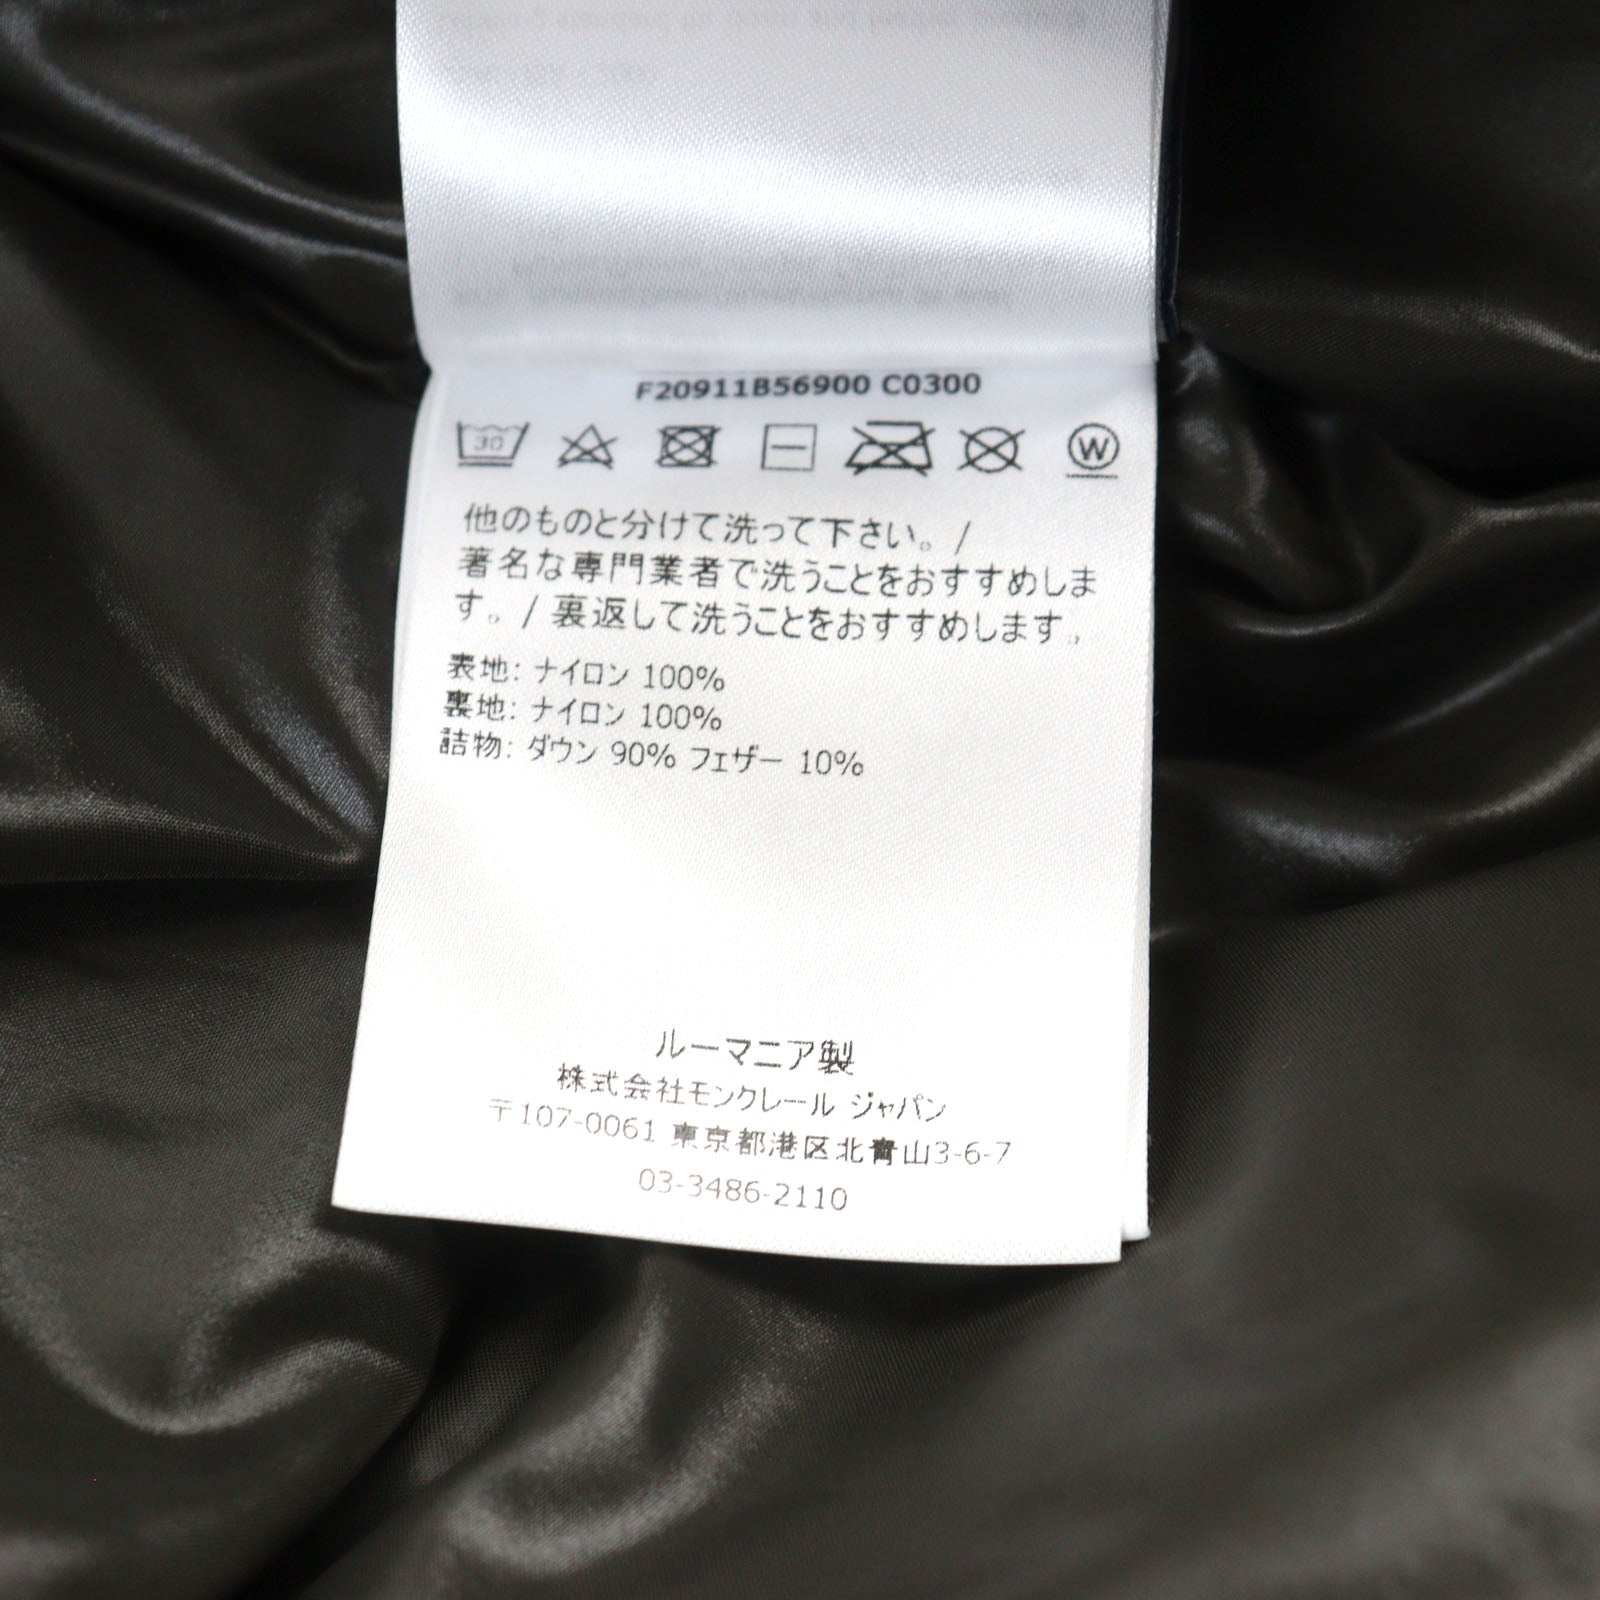 F20911B56900 C0300
30
W
他のものと分けて洗って下さい。/
著名な専門業者で洗うことをおすすめしま
す。/ 裏返して洗うことをおすすめします。
表地: ナイロン 100%
裏地: ナイロン 100%
詰物: ダウン 90% フェザー 10%
ルーマニア製
株式会社モンクレール ジャパン
〒107-0061 東京都港区北青山3-6-7
03-3486-2110